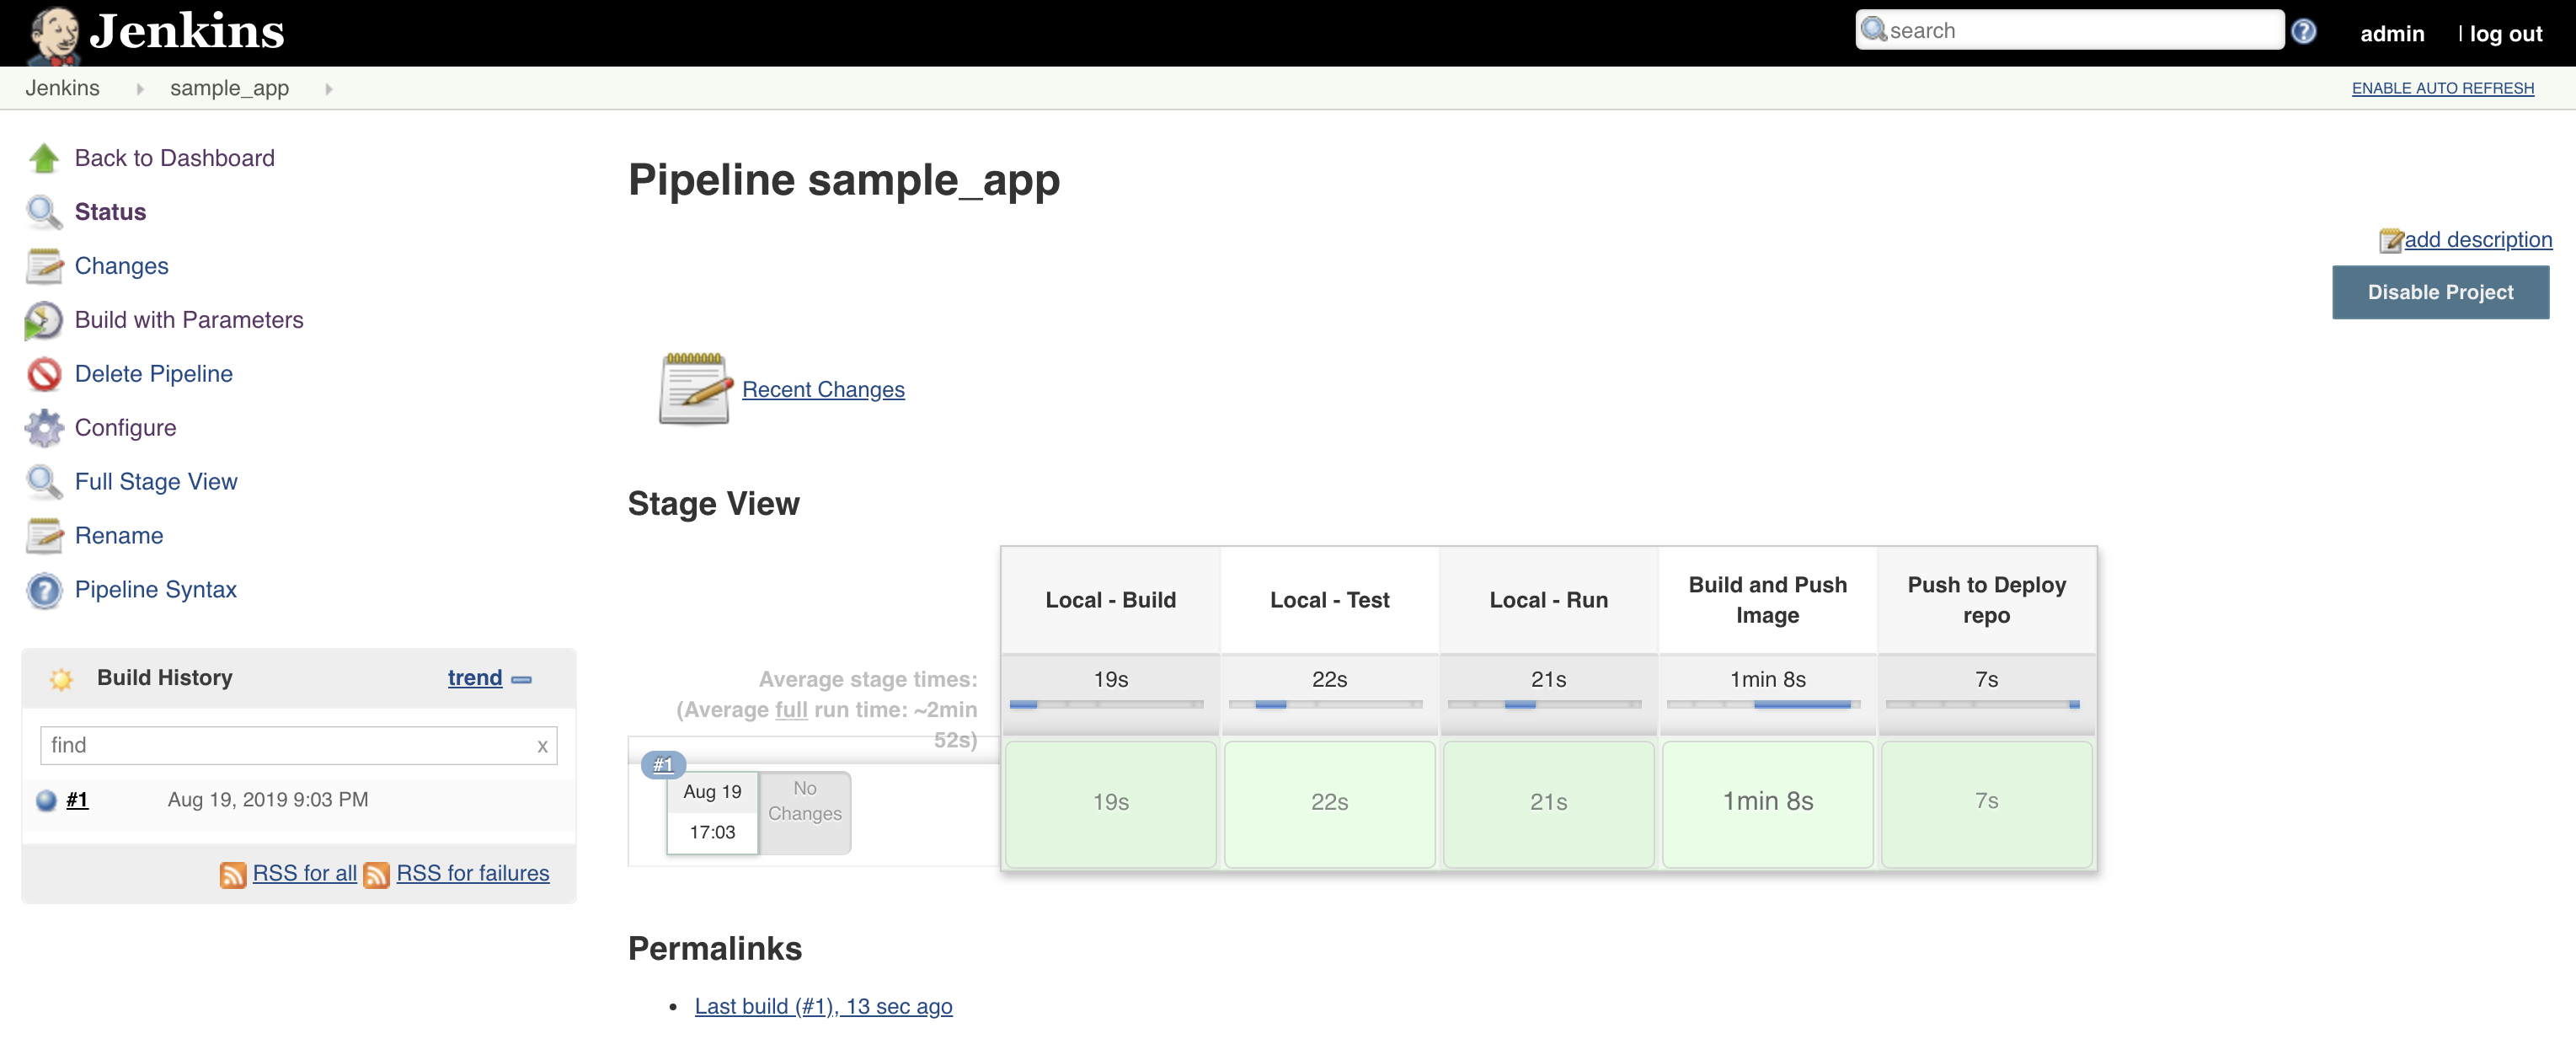 Jenkins
search
?
admin
| log out
Jenkins
sample_app
ENABLE AUTO REFRESH
Back to Dashboard
Status
Changes
Build with Parameters
Delete Pipeline
Configure
Full Stage View
Rename
?
Pipeline Syntax
Build History
trend
find
x
#1
Aug 19, 2019 9:03 PM
RSS for all
RSS for failures
Pipeline sample_app
add description
Disable Project
Recent Changes
Stage View
Local - Build
Local - Test
Local - Run
Build and Push
Image
Push to Deploy
repo
Average stage times:
(Average full run time: ~2min
52s)
19s
22s
21s
1min 8s
7s
#1
Aug 19
17:03
No
Changes
19s
22s
21s
1min 8s
7s
Permalinks
Last build (#1), 13 sec ago